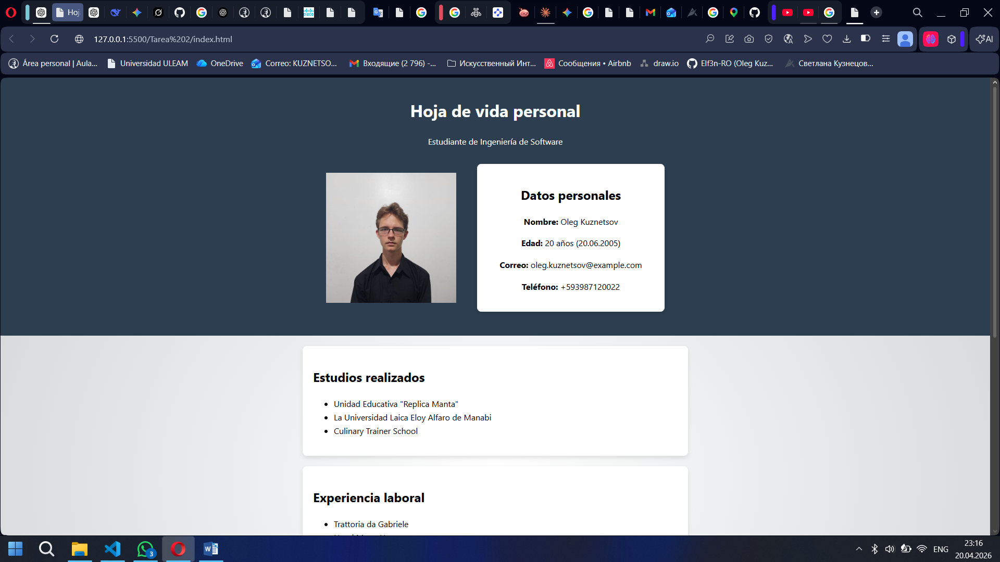 Hoj
127.0.0.1:5500/Tarea%202/index.html
AI
Área personal | Aula...
Universidad ULEAM
OneDrive
Correo: KUZNETSO...
Входящие (2 796) -...
Искусственный Инт...
Сообщения • Airbnb
draw.io
Elf3n-RO (Oleg Kuz...
Светлана Кузнецов...
Hoja de vida personal
Estudiante de Ingeniería de Software
Datos personales
Nombre: Oleg Kuznetsov
Edad: 20 años (20.06.2005)
Correo: oleg.kuznetsov@example.com
Teléfono: +593987120022
Estudios realizados
Unidad Educativa "Replica Manta"
La Universidad Laica Eloy Alfaro de Manabi
Culinary Trainer School
Experiencia laboral
Trattoria da Gabriele
3
ENG
23:16
20.04.2026